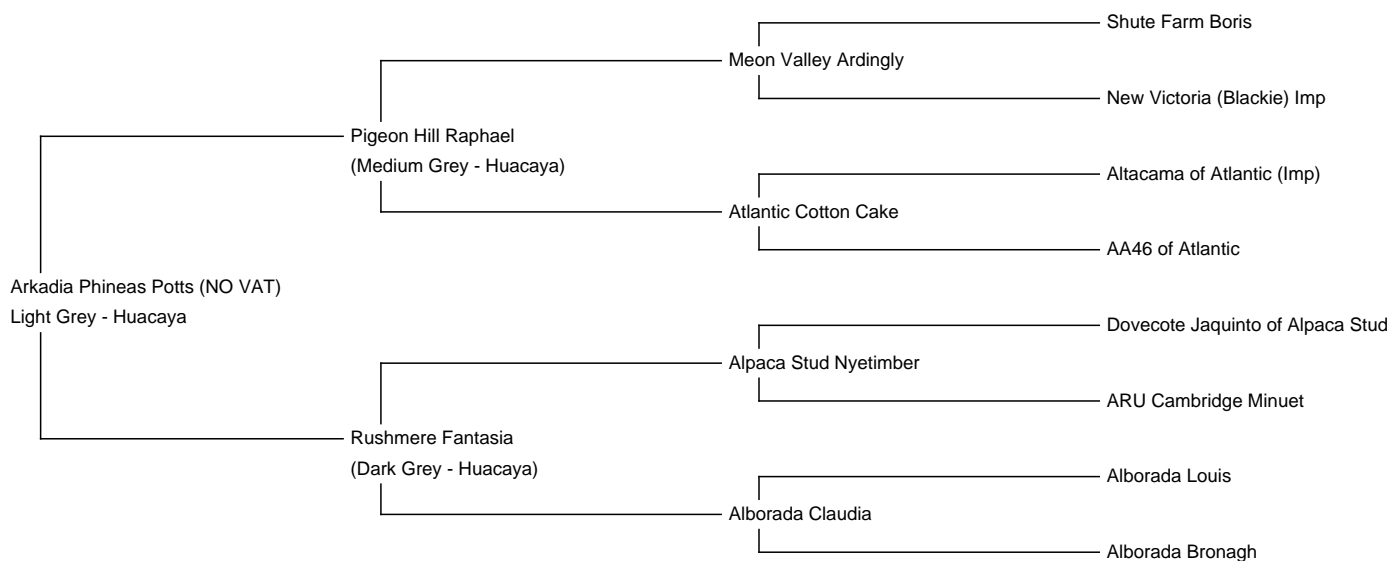 Shute Farm Boris
Meon Valley Ardingly
New Victoria (Blackie) Imp
Pigeon Hill Raphael
(Medium Grey - Huacaya)
Altacama of Atlantic (Imp)
Atlantic Cotton Cake
AA46 of Atlantic
Arkadia Phineas Potts (NO VAT)
Light Grey - Huacaya
Dovecote Jaquinto of Alpaca Stud
Alpaca Stud Nyetimber
ARU Cambridge Minuet
Rushmere Fantasia
(Dark Grey - Huacaya)
Alborada Louis
Alborada Claudia
Alborada Bronagh